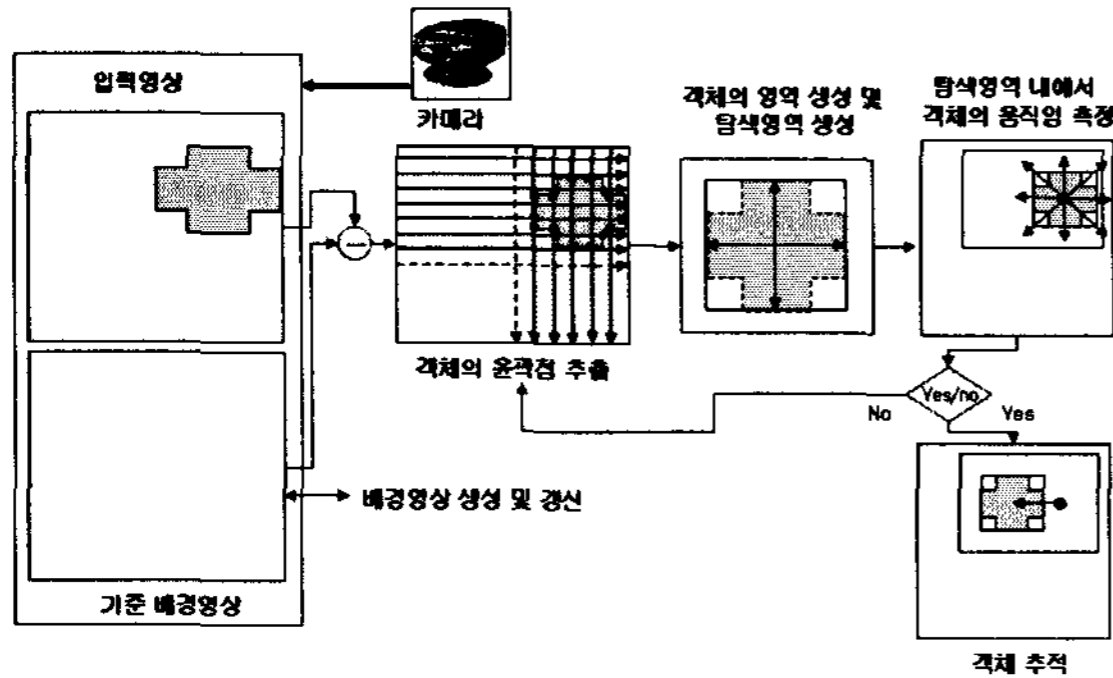 입력영상
카메라
객체의 영역 생성 및
탐색영역 생성
탐색영역 내에서
객체의 움직임 측정
객체의 윤곽점 추출
Yes/no
No
Yes
배경영상 생성 및 갱신
기준 배경영상
객체 추적